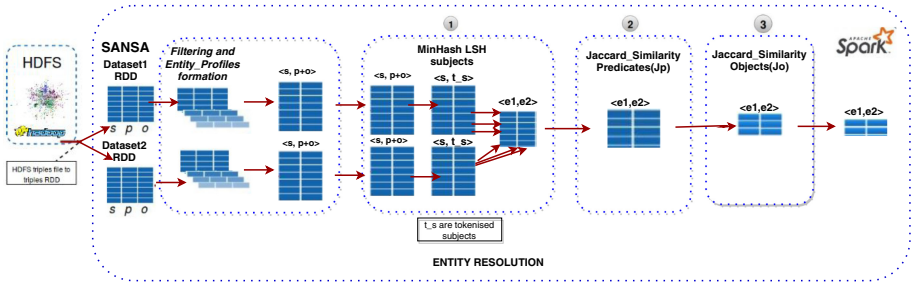 HDFS
hadoop
HDFS triples file to
triples RDD
SANSA
Dataset1
RDD
s p o
Dataset2
RDD
s p o
Filtering and
Entity_Profiles
formation
<s, p+o>
<s, p+o>
1
MinHash LSH
subjects
<s, p+o>
<s, t_s>
<e1,e2>
<s, p+o>
<s, t_s>
t_s are tokenised
subjects
2
Jaccard_Similarity
Predicates(Jp)
<e1,e2>
3
Jaccard_Similarity
Objects(Jo)
<e1,e2>
APACHE
Spark
<e1,e2>
ENTITY RESOLUTION